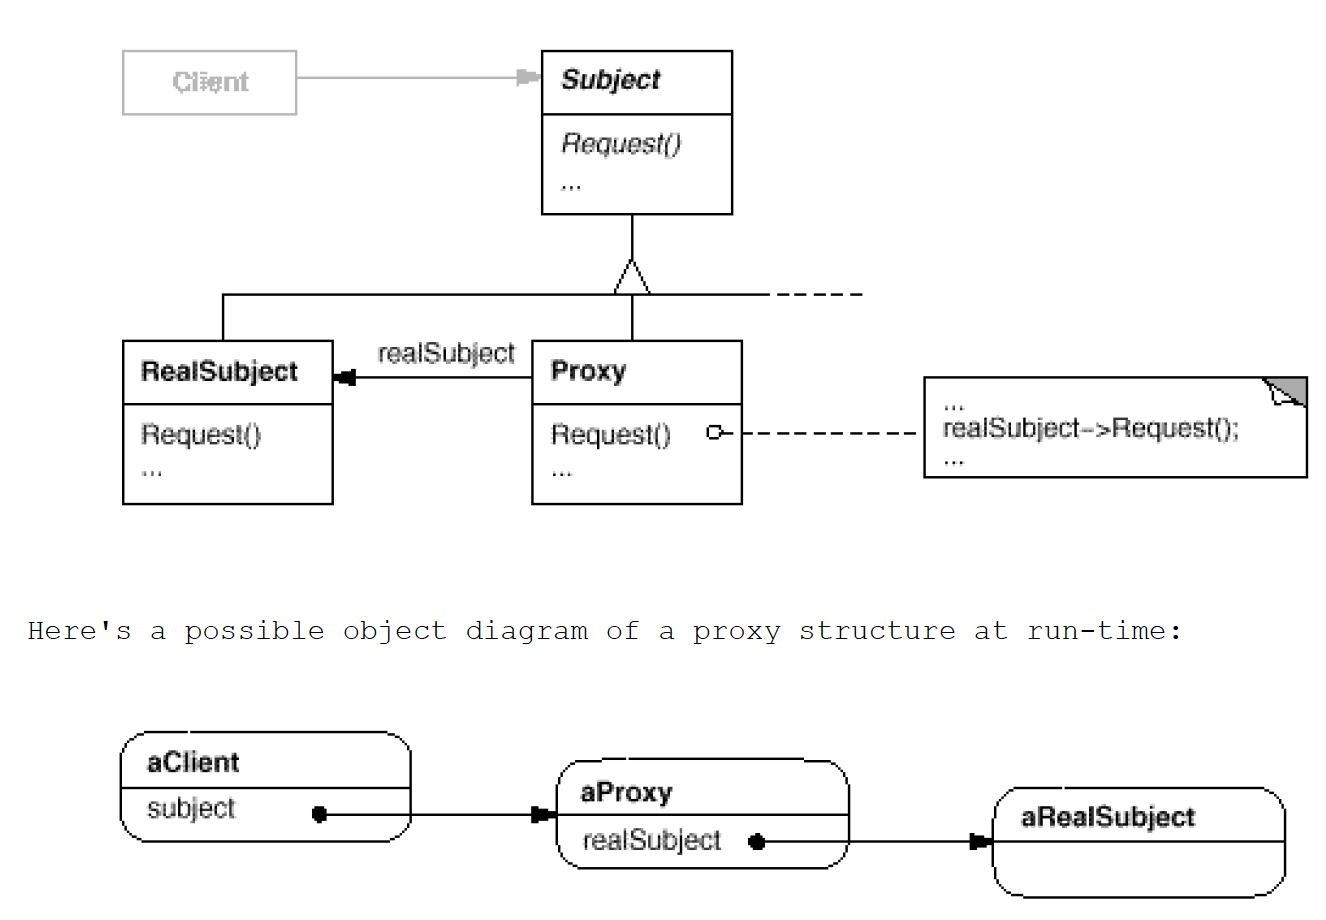 Client
Subject
Request()
...
realSubject
RealSubject
Request()
...
Proxy
Request()
...
...
realSubject->Request();
...
Here's a possible object diagram of a proxy structure at run-time:
aClient
subject
aProxy
realSubject
aRealSubject